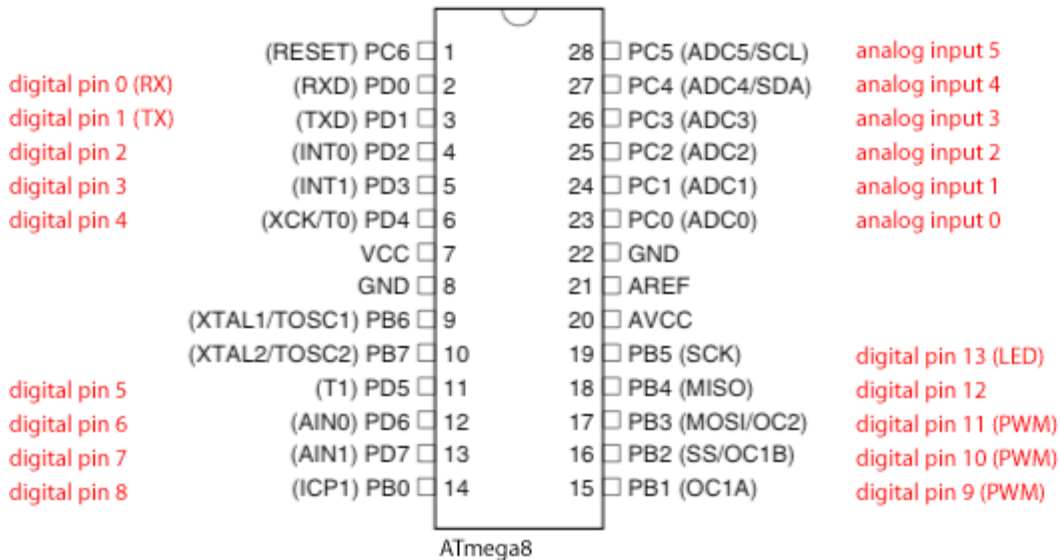 (RESET) PC6 1 28 PC5 (ADC5/SCL) analog input 5
digital pin 0 (RX) (RXD) PD0 2 27 PC4 (ADC4/SDA) analog input 4
digital pin 1 (TX) (TXD) PD1 3 26 PC3 (ADC3) analog input 3
digital pin 2 (INT0) PD2 4 25 PC2 (ADC2) analog input 2
digital pin 3 (INT1) PD3 5 24 PC1 (ADC1) analog input 1
digital pin 4 (XCK/T0) PD4 6 23 PC0 (ADC0) analog input 0
VCC 7 22 GND
GND 8 21 AREF
(XTAL1/TOSC1) PB6 9 20 AVCC
(XTAL2/TOSC2) PB7 10 19 PB5 (SCK) digital pin 13 (LED)
digital pin 5 (T1) PD5 11 18 PB4 (MISO) digital pin 12
digital pin 6 (AIN0) PD6 12 17 PB3 (MOSI/OC2) digital pin 11 (PWM)
digital pin 7 (AIN1) PD7 13 16 PB2 (SS/OC1B) digital pin 10 (PWM)
digital pin 8 (ICP1) PB0 14 15 PB1 (OC1A) digital pin 9 (PWM)
ATmega8